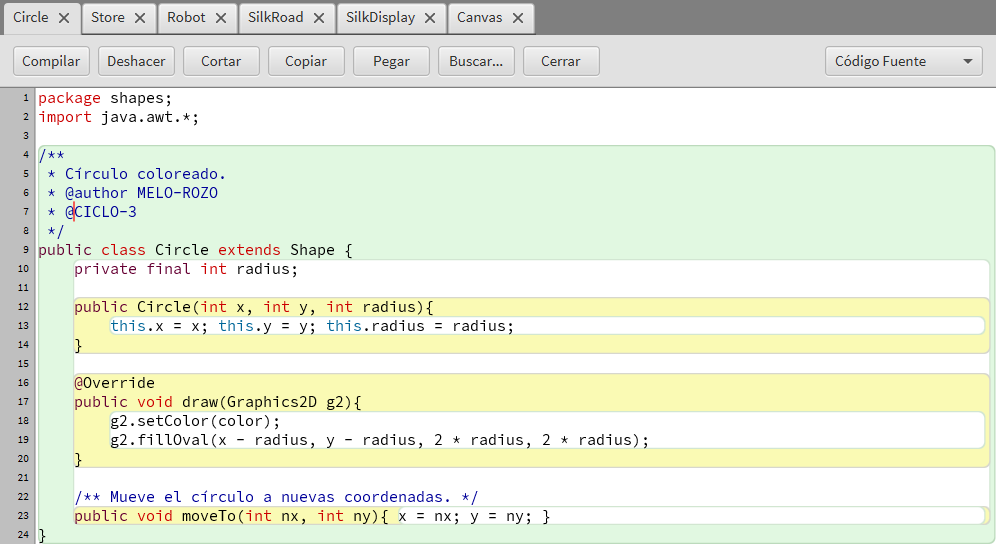 Circle × Store × Robot × SilkRoad × SilkDisplay × Canvas ×
Compilar Deshacer Cortar Copiar Pegar Buscar... Cerrar Código Fuente
1 package shapes;
2 import java.awt.*;
3
4 /**
5  * Círculo coloreado.
6  * @author MELO-ROZO
7  * @CICLO-3
8  */
9 public class Circle extends Shape {
10     private final int radius;
11
12     public Circle(int x, int y, int radius){
13         this.x = x; this.y = y; this.radius = radius;
14     }
15
16     @Override
17     public void draw(Graphics2D g2){
18         g2.setColor(color);
19         g2.fillOval(x - radius, y - radius, 2 * radius, 2 * radius);
20     }
21
22     /** Mueve el círculo a nuevas coordenadas. */
23     public void moveTo(int nx, int ny){ x = nx; y = ny; }
24 }